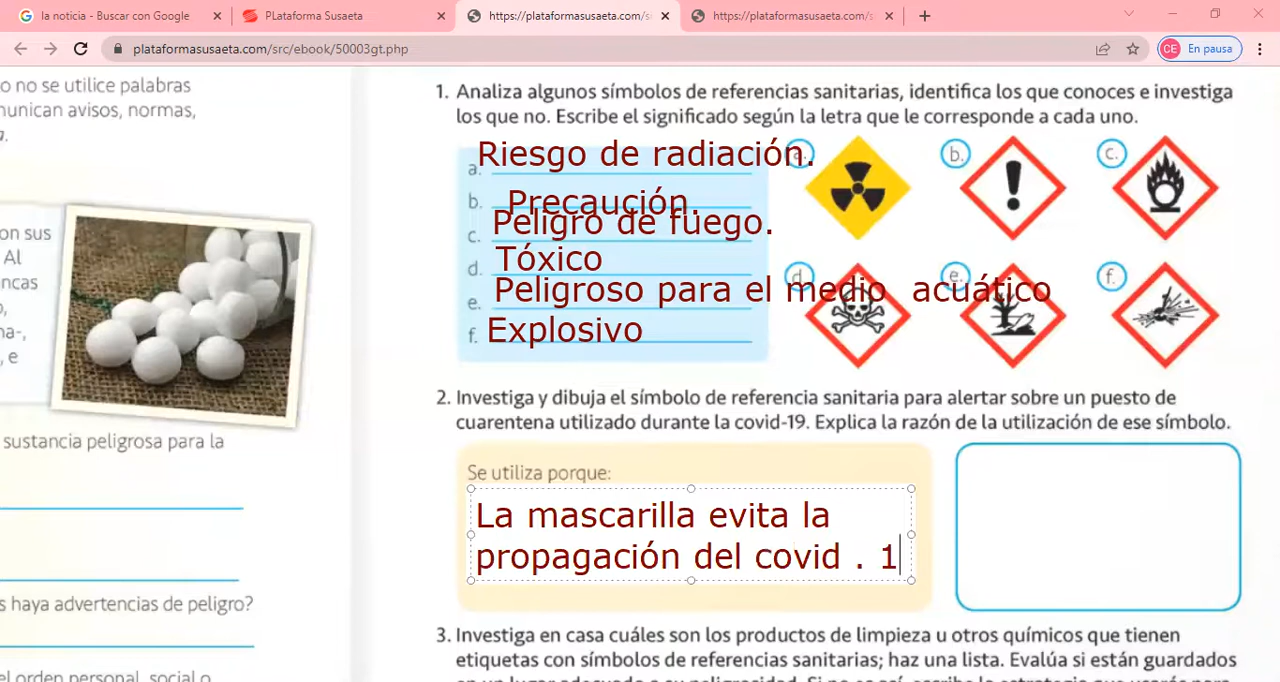 la noticia - Buscar con Google
PLataforma Susaeta
https://plataformasusaeta.com/s
https://plataformasusaeta.com/s
plataformasusaeta.com/src/ebook/50003gt.php
CE En pausa
o no se utilice palabras
munican avisos, normas,
a.
on sus
Al
ncas
o,
ma-,
, e
sustancia peligrosa para la
s haya advertencias de peligro?
el orden personal, social o
1. Analiza algunos símbolos de referencias sanitarias, identifica los que conoces e investiga
los que no. Escribe el significado según la letra que le corresponde a cada uno.
a. Riesgo de radiación.
b. Precaución.
c. Peligro de fuego.
d. Tóxico
e. Peligroso para el medio acuático
f. Explosivo
a. b. c.
d. e. f.
2. Investiga y dibuja el símbolo de referencia sanitaria para alertar sobre un puesto de
cuarentena utilizado durante la covid-19. Explica la razón de la utilización de ese símbolo.
Se utiliza porque:
La mascarilla evita la
propagación del covid . 1
3. Investiga en casa cuáles son los productos de limpieza u otros químicos que tienen
etiquetas con símbolos de referencias sanitarias; haz una lista. Evalúa si están guardados